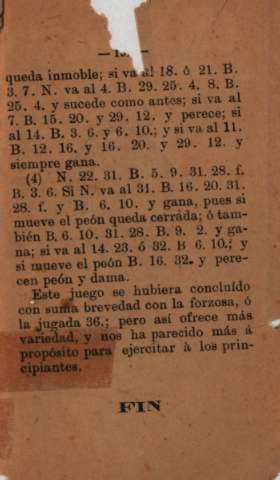 queda inmoble; si va al 18. ó 21. B.
3. 7. N. va al 4. B. 29. 25. 4. 8. B.
25. 4. y sucede como antes; si va al
7. B. 15. 20. y 29. 12. y perece; si
al 14. B. 3. 6. y 6. 10.; y si va al 11.
B. 12. 16. y 16. 20. y 29. 12. y
siempre gana.
(4) N. 22. 31. B. 5. 9. 31. 28. f.
B. 3. 6. Si N. va al 31. B. 16. 20. 31.
28. f. y B. 6. 10. y gana, pues si
mueve el peón queda cerrada; ó tam-
bién B, 6. 10. 31. 28. B. 9. 2. y ga-
na; si va al 14. 23. ó 32. B 6. 10.; y
si mueve el peón B. 16. 32. y pere-
cen peón y dama.
Este juego se hubiera concluído
con suma brevedad con la forzosa, ó
la jugada 36.; pero así ofrece más
variedad, y nos ha parecido más á
propósito para ejercitar à los prin-
cipiantes.
FIN